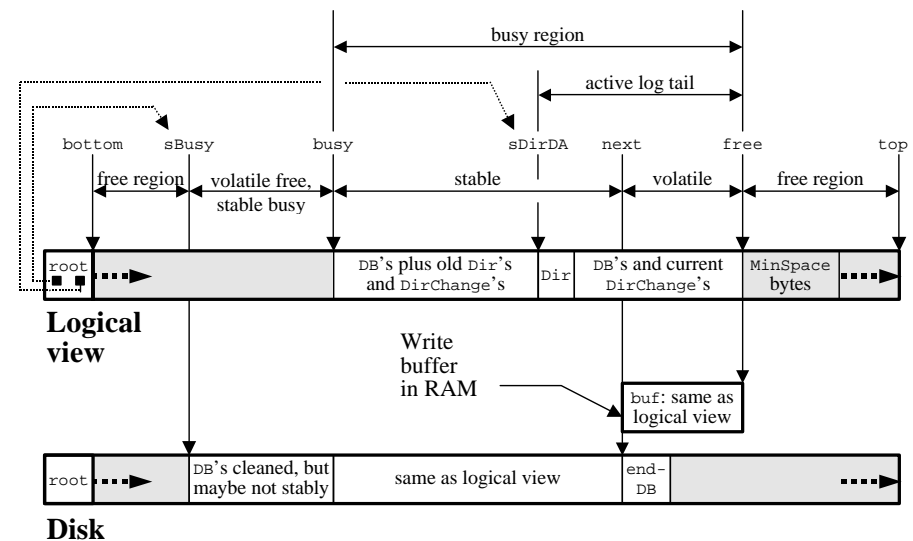 busy region
active log tail
bottom sBusy busy sDirDA next free top
free region volatile free, stable volatile free region
stable busy
root DB's plus old Dir's Dir DB's and current MinSpace
and DirChange's DirChange's bytes
Logical
view
Write
buffer
in RAM
buf: same as
logical view
root DB's cleaned, but same as logical view end-
maybe not stably DB
Disk